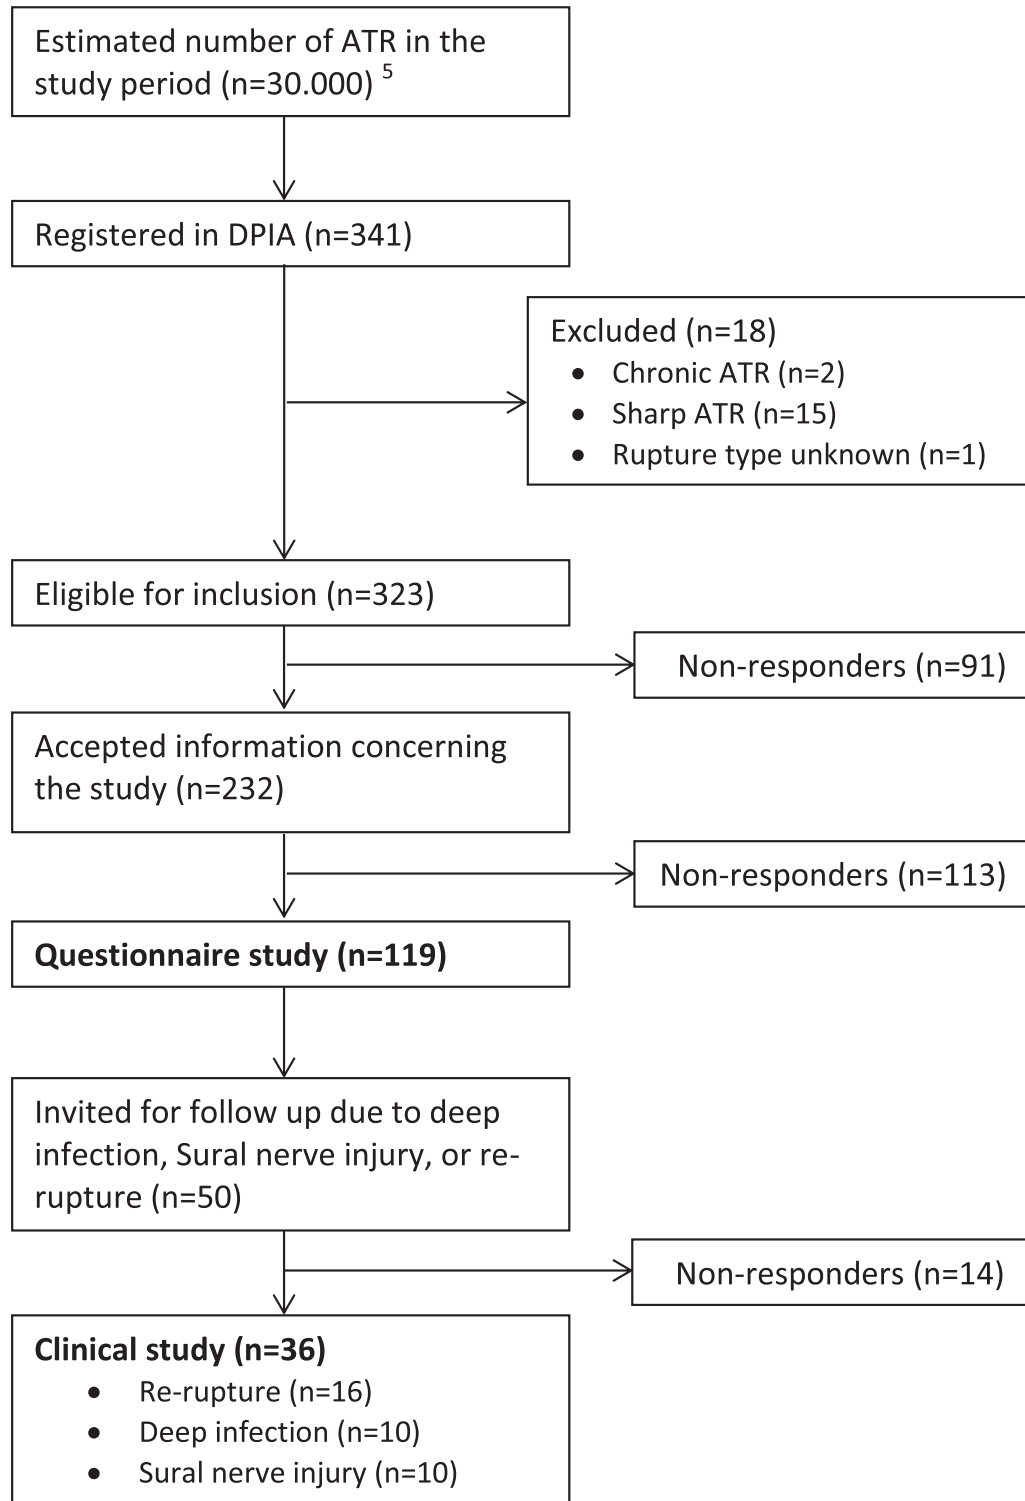 Estimated number of ATR in the
study period (n=30.000) 5
Registered in DPIA (n=341)
Excluded (n=18)
• Chronic ATR (n=2)
• Sharp ATR (n=15)
• Rupture type unknown (n=1)
Eligible for inclusion (n=323)
Non-responders (n=91)
Accepted information concerning
the study (n=232)
Non-responders (n=113)
Questionnaire study (n=119)
Invited for follow up due to deep
infection, Sural nerve injury, or re-
rupture (n=50)
Non-responders (n=14)
Clinical study (n=36)
• Re-rupture (n=16)
• Deep infection (n=10)
• Sural nerve injury (n=10)